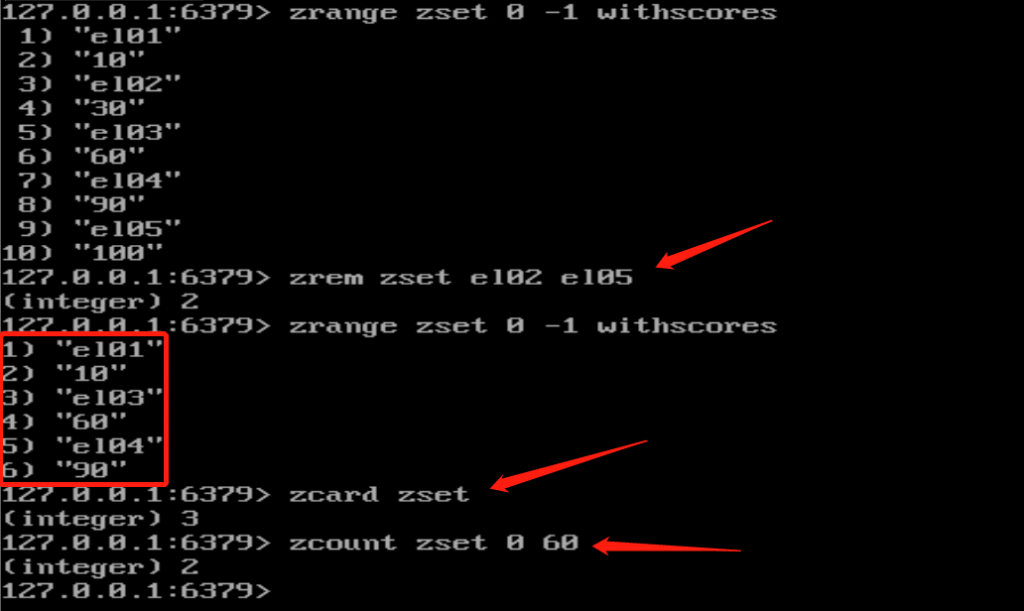 127.0.0.1:6379> zrange zset 0 -1 withscores
1) "el01"
2) "10"
3) "el02"
4) "30"
5) "el03"
6) "60"
7) "el04"
8) "90"
9) "el05"
10) "100"
127.0.0.1:6379> zrem zset el02 el05
(integer) 2
127.0.0.1:6379> zrange zset 0 -1 withscores
1) "el01"
2) "10"
3) "el03"
4) "60"
5) "el04"
6) "90"
127.0.0.1:6379> zcard zset
(integer) 3
127.0.0.1:6379> zcount zset 0 60
(integer) 2
127.0.0.1:6379>